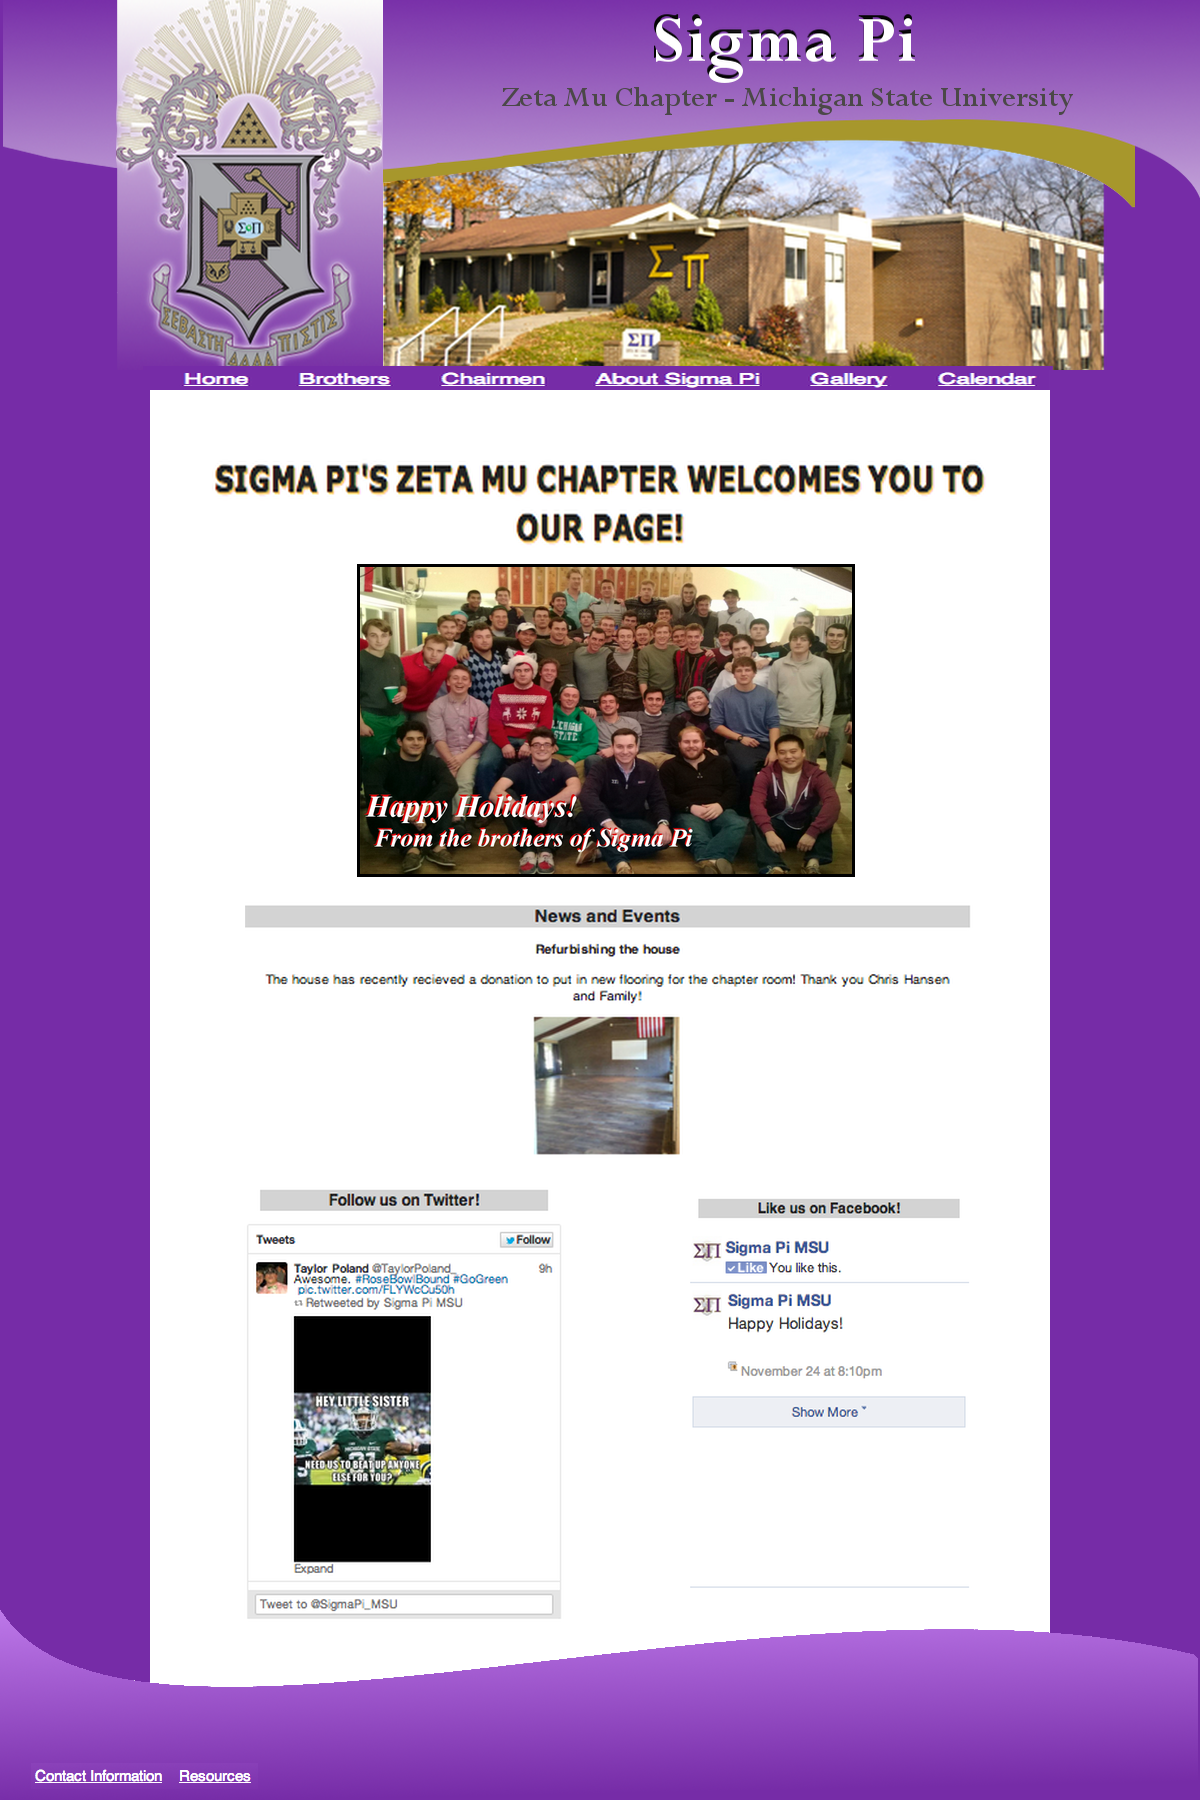 Sigma Pi
Zeta Mu Chapter - Michigan State University
ΣΠ
ΣΕΒΑΣΤΗ ΑΔΔΑ ΠΙΣΤΙΣ
ΣΠ
ΣΠ
Home Brothers Chairmen About Sigma Pi Gallery Calendar
SIGMA PI'S ZETA MU CHAPTER WELCOMES YOU TO
OUR PAGE!
MICHIGAN
STATE
Happy Holidays!
From the brothers of Sigma Pi
News and Events
Refurbishing the house
The house has recently recieved a donation to put in new flooring for the chapter room! Thank you Chris Hansen
and Family!
Follow us on Twitter!
Tweets
Follow
Taylor Poland @TaylorPoland_ 9h
Awesome. #RoseBowlBound #GoGreen
pic.twitter.com/FLYWcCu50h
Retweeted by Sigma Pi MSU
HEY LITTLE SISTER
MICHIGAN STATE
31
NEED US TO BEAT UP ANYONE
ELSE FOR YOU?
Expand
Tweet to @SigmaPi_MSU
Like us on Facebook!
ΣΠ Sigma Pi MSU
Like You like this.
ΣΠ Sigma Pi MSU
Happy Holidays!
November 24 at 8:10pm
Show More
Contact Information Resources